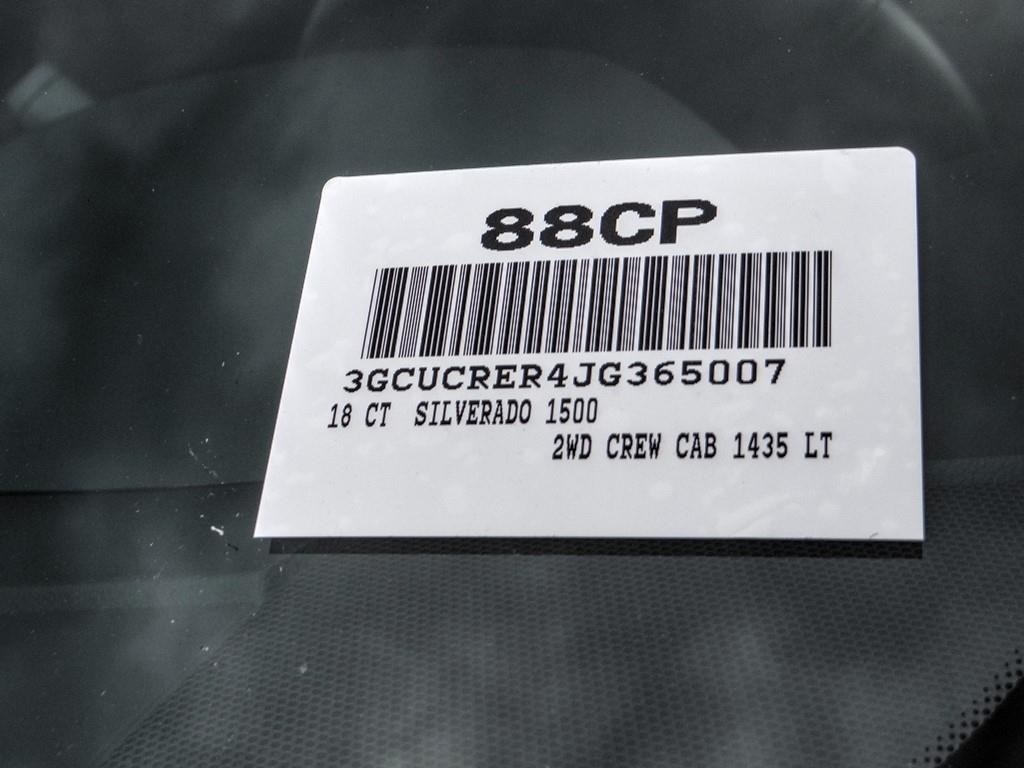 88CP
3GCUCRER4JG365007
18 CT SILVERADO 1500
2WD CREW CAB 1435 LT